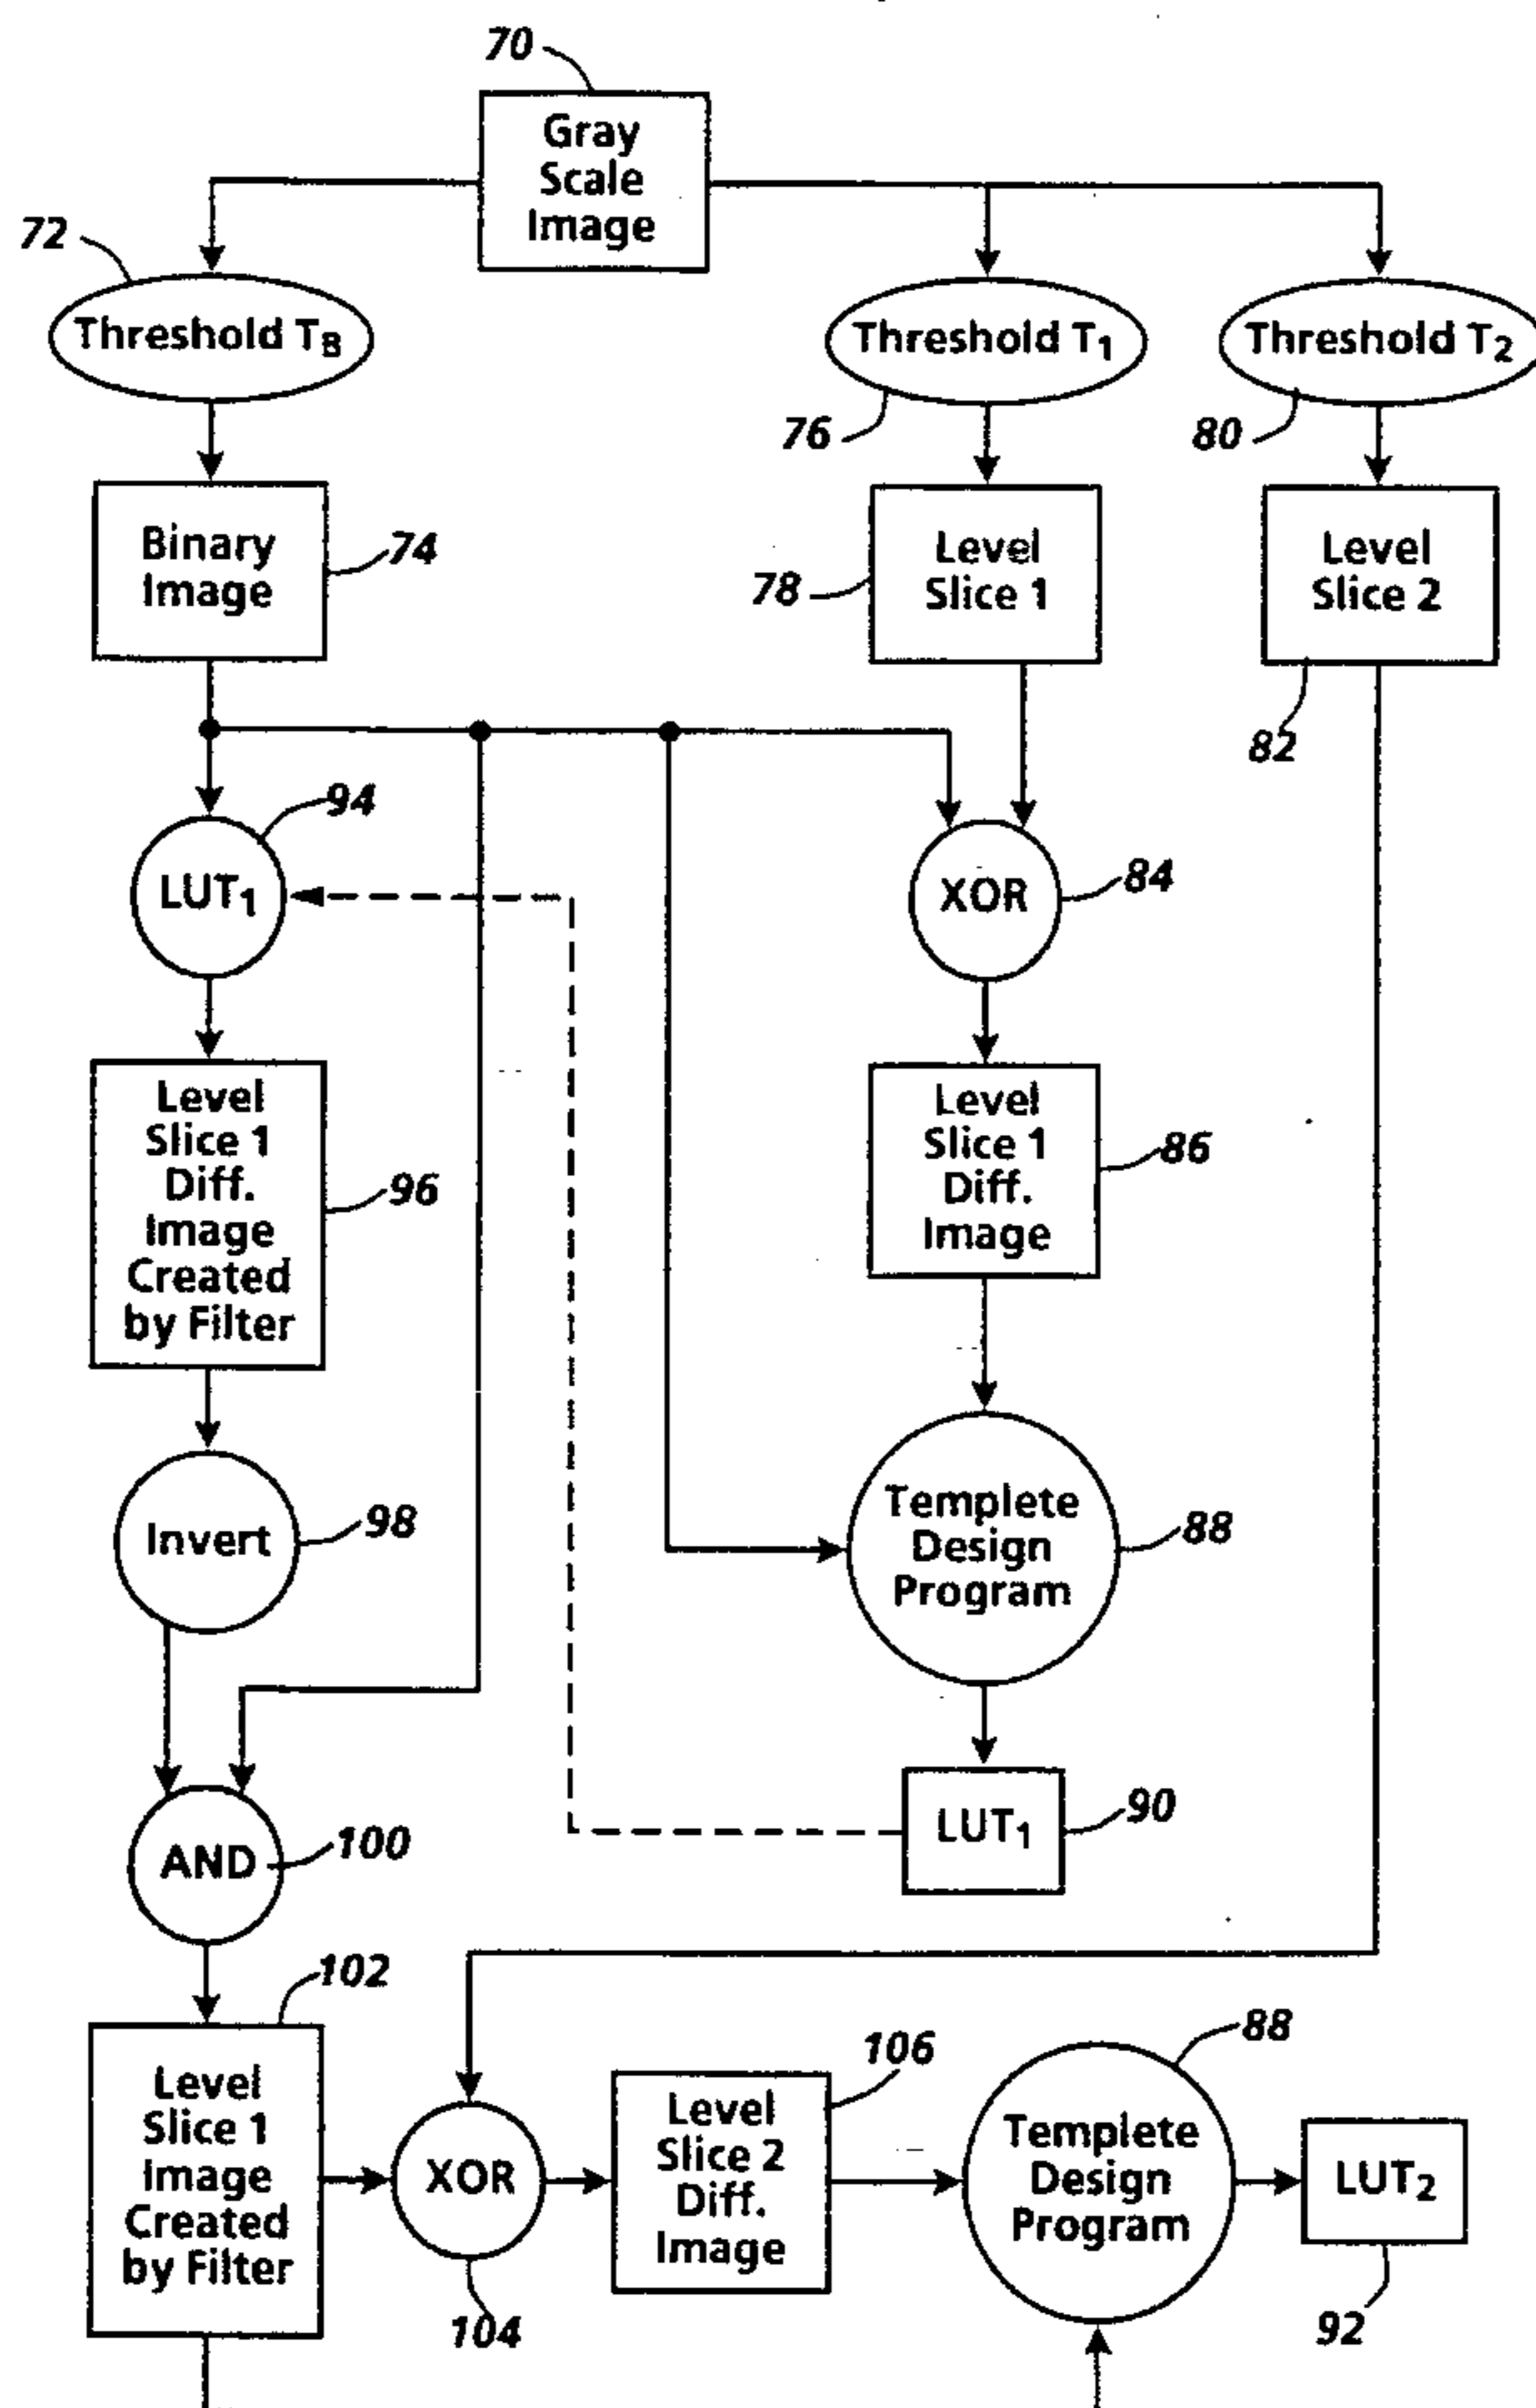 70
Gray
Scale
Image
72
Threshold TB
Threshold T1
Threshold T2
76
80
Binary
Image
74
Level
Slice 1
78
Level
Slice 2
82
94
LUT1
XOR
84
Level
Slice 1
Diff.
Image
Created
by Filter
96
Level
Slice 1
Diff.
Image
86
Invert
98
Templete
Design
Program
88
AND
100
LUT1
90
102
Level
Slice 1
Image
Created
by Filter
XOR
104
106
Level
Slice 2
Diff.
Image
88
Templete
Design
Program
LUT2
92